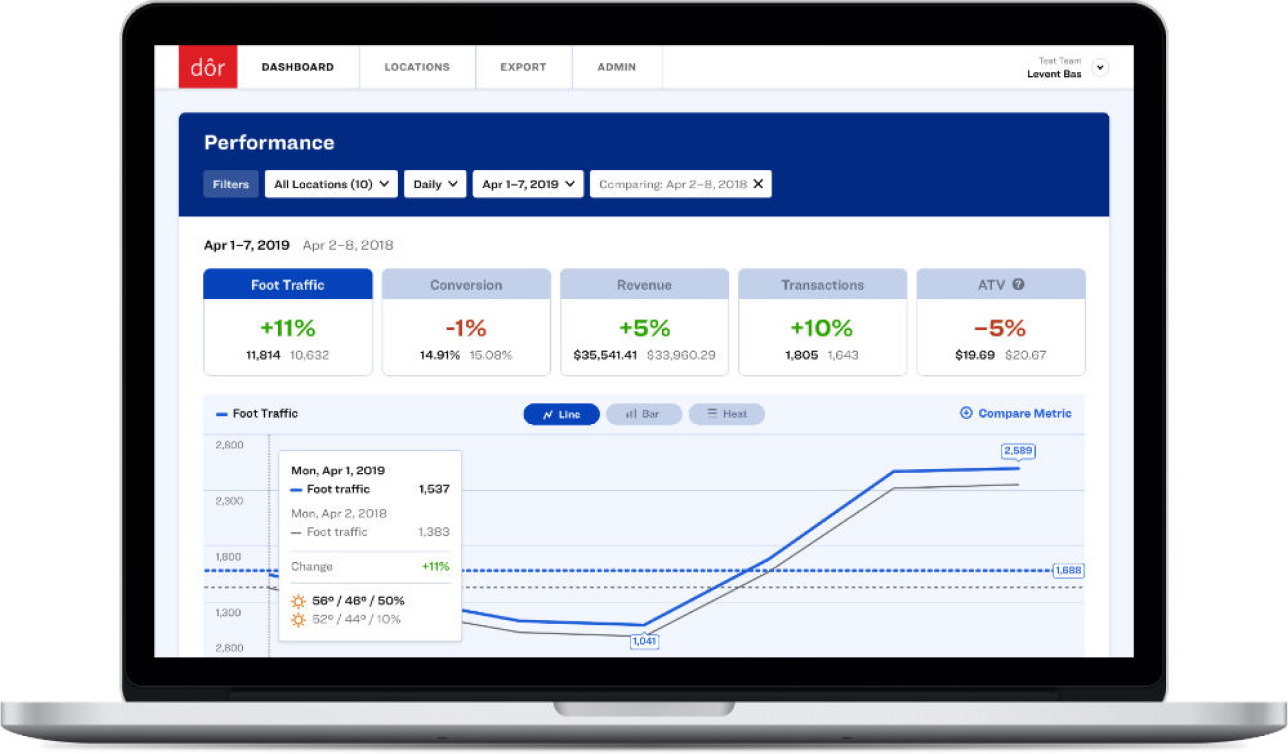 dôr DASHBOARD LOCATIONS EXPORT ADMIN
Test Team
Levent Bas
Performance
Filters All Locations (10) Daily Apr 1–7, 2019 Comparing: Apr 2–8, 2018 X
Apr 1–7, 2019 Apr 2–8, 2018
Foot Traffic Conversion Revenue Transactions ATV ?
+11% -1% +5% +10% –5%
11,814 10,632 14.91% 15.08% $35,541.41 $33,960.29 1,805 1,643 $19.69 $20.67
Foot Traffic Line Bar Heat Compare Metric
2,800
2,589
Mon, Apr 1, 2019
Foot traffic 1,537
2,300
Mon, Apr 2, 2018
Foot traffic 1,383
1,800
Change +11%
1,688
56º / 46º / 50%
1,300
52º / 44º / 10%
1,041
2,800